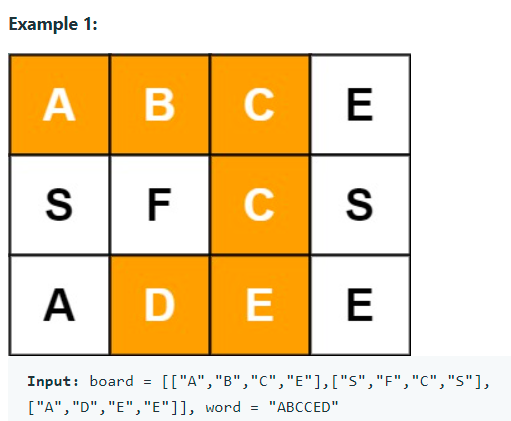 Example 1:
A B C E
S F C S
A D E E
Input: board = [["A","B","C","E"],["S","F","C","S"],
["A","D","E","E"]], word = "ABCCED"